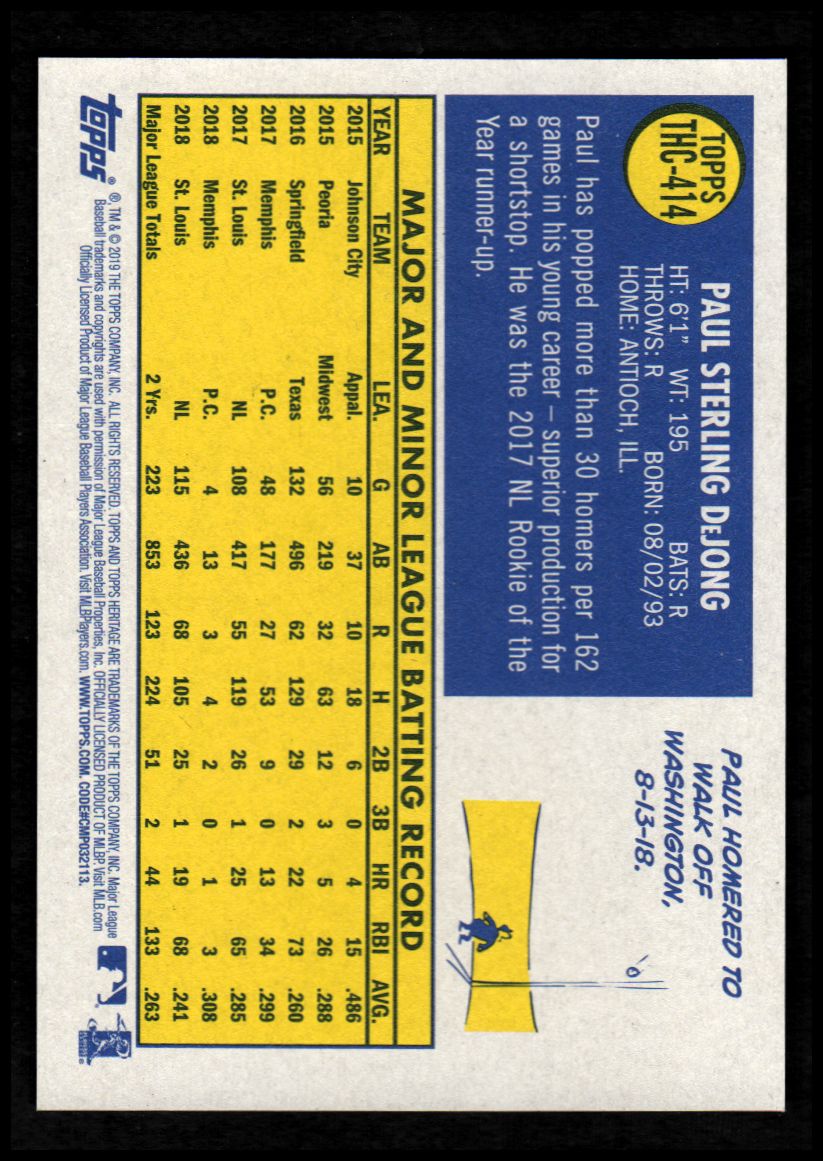 TOPPS
THC-414
PAUL STERLING DeJONG
HT: 6'1" WT: 195 BATS: R
THROWS: R BORN: 08/02/93
HOME: ANTIOCH, ILL.
Paul has popped more than 30 homers per 162
games in his young career – superior production for
a shortstop. He was the 2017 NL Rookie of the
Year runner-up.
PAUL HOMERED TO
WALK OFF
WASHINGTON,
8-13-18.
MAJOR AND MINOR LEAGUE BATTING RECORD
YEAR TEAM LEA. G AB R H 2B 3B HR RBI AVG.
2015 Johnson City Appal. 10 37 10 18 6 0 4 15 .486
2015 Peoria Midwest 56 219 32 63 12 3 5 26 .288
2016 Springfield Texas 132 496 62 129 29 2 22 73 .260
2017 Memphis P.C. 48 177 27 53 9 0 13 34 .299
2017 St. Louis NL 108 417 55 119 26 1 25 65 .285
2018 Memphis P.C. 4 13 3 4 2 0 1 3 .308
2018 St. Louis NL 115 436 68 105 25 1 19 68 .241
Major League Totals 2 Yrs. 223 853 123 224 51 2 44 133 .263
topps®
®, TM & © 2019 THE TOPPS COMPANY, INC. ALL RIGHTS RESERVED. TOPPS AND TOPPS HERITAGE ARE TRADEMARKS OF THE TOPPS COMPANY, INC. Major League
Baseball trademarks and copyrights are used with permission of Major League Baseball Properties, Inc. OFFICIALLY LICENSED PRODUCT OF MLBP. Visit MLB.com
Officially Licensed Product of Major League Baseball Players Association. Visit MLBPlayers.com. WWW.TOPPS.COM. CODE#CMP032113.